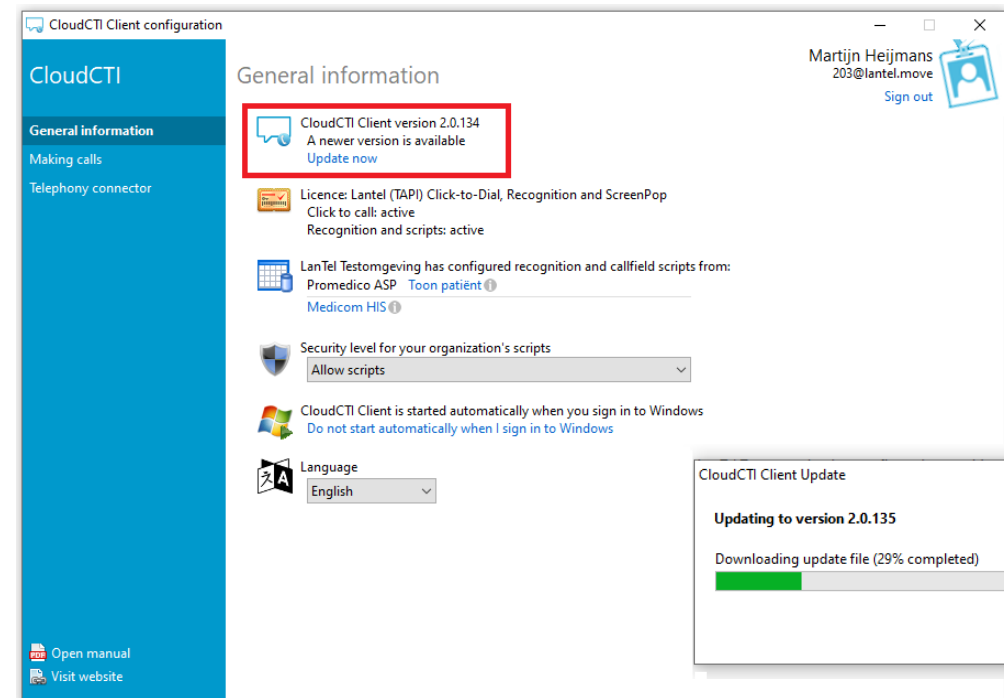 CloudCTI Client configuration
Martijn Heijmans
203@lantel.move
Sign out
CloudCTI
General information
Making calls
Telephony connector
General information
CloudCTI Client version 2.0.134
A newer version is available
Update now
Licence: Lantel (TAPI) Click-to-Dial, Recognition and ScreenPop
Click to call: active
Recognition and scripts: active
LanTel Testomgeving has configured recognition and callfield scripts from:
Promedico ASP Toon patiënt
Medicom HIS
Security level for your organization's scripts
Allow scripts
CloudCTI Client is started automatically when you sign in to Windows
Do not start automatically when I sign in to Windows
Language
English
CloudCTI Client Update
Updating to version 2.0.135
Downloading update file (29% completed)
Open manual
Visit website